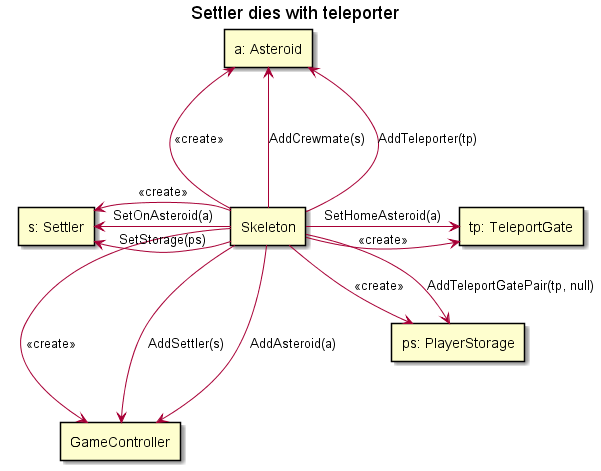 Settler dies with teleporter
a: Asteroid
«create»
AddCrewmate(s)
AddTeleporter(tp)
«create»
SetOnAsteroid(a)
SetHomeAsteroid(a)
s: Settler
Skeleton
tp: TeleportGate
SetStorage(ps)
«create»
«create»
AddTeleportGatePair(tp, null)
«create»
AddSettler(s)
AddAsteroid(a)
ps: PlayerStorage
GameController